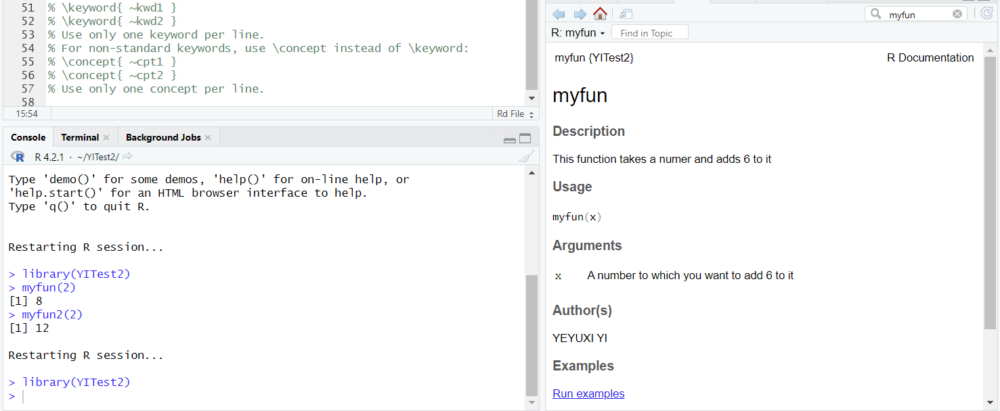 51 % \keyword{ ~kwd1 }
52 % \keyword{ ~kwd2 }
53 % Use only one keyword per line.
54 % For non-standard keywords, use \concept instead of \keyword:
55 % \concept{ ~cpt1 }
56 % \concept{ ~cpt2 }
57 % Use only one concept per line.
58
15:54
Rd File
Console Terminal Background Jobs
R 4.2.1 · ~/YITest2/
Type 'demo()' for some demos, 'help()' for on-line help, or
'help.start()' for an HTML browser interface to help.
Type 'q()' to quit R.
Restarting R session...
> library(YITest2)
> myfun(2)
[1] 8
> myfun2(2)
[1] 12
Restarting R session...
> library(YITest2)
>
myfun
R: myfun Find in Topic
myfun {YITest2} R Documentation
myfun
Description
This function takes a numer and adds 6 to it
Usage
myfun(x)
Arguments
x A number to which you want to add 6 to it
Author(s)
YEYUXI YI
Examples
Run examples